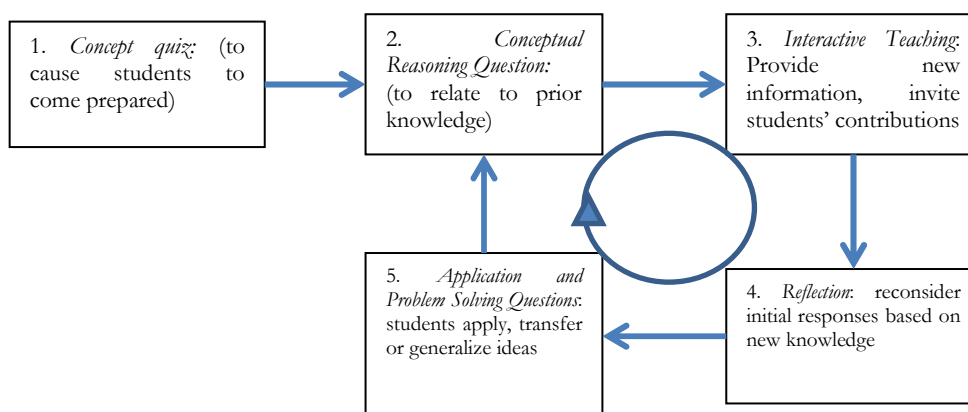 1. Concept quiz: (to
cause students to
come prepared)
2. Conceptual
Reasoning Question:
(to relate to prior
knowledge)
3. Interactive Teaching:
Provide new
information, invite
students’ contributions
4. Reflection: reconsider
initial responses based on
new knowledge
5. Application and
Problem Solving Questions:
students apply, transfer
or generalize ideas